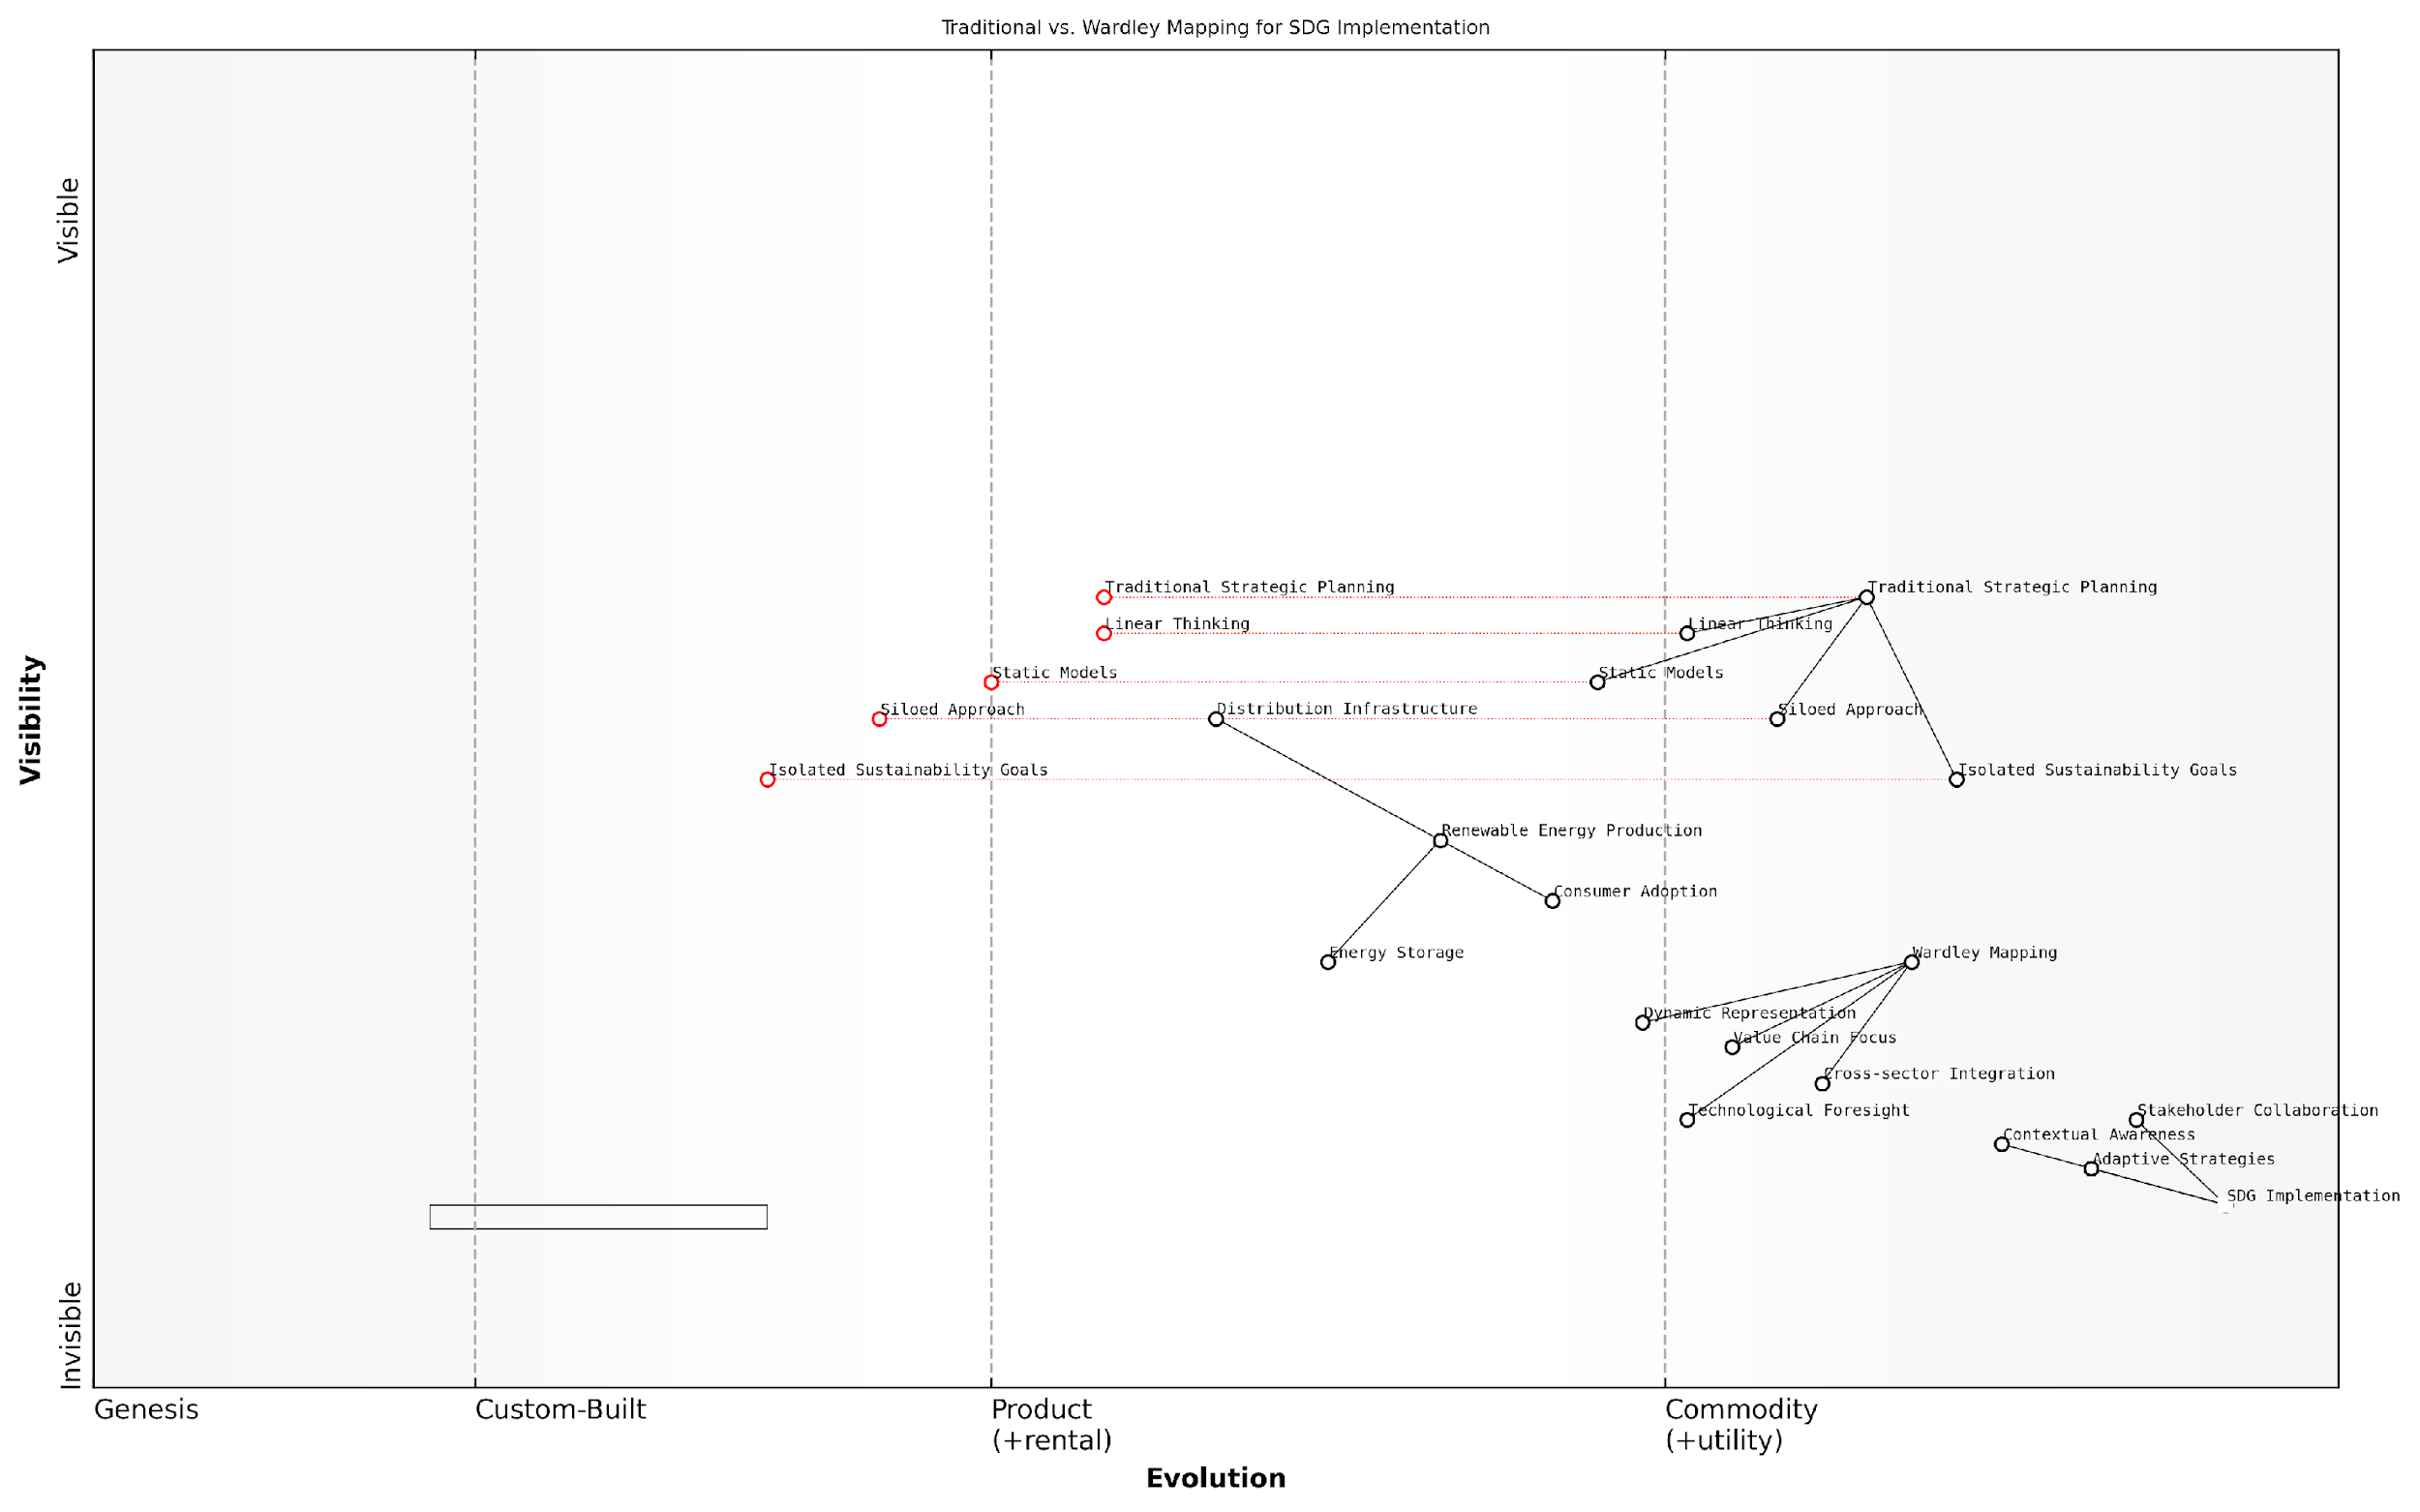 Traditional vs. Wardley Mapping for SDG Implementation
Visible
Visibility
Invisible
Traditional Strategic Planning
Traditional Strategic Planning
Linear Thinking
Linear Thinking
Static Models
Static Models
Siloed Approach
Distribution Infrastructure
Siloed Approach
Isolated Sustainability Goals
Isolated Sustainability Goals
Renewable Energy Production
Consumer Adoption
Energy Storage
Wardley Mapping
Dynamic Representation
Value Chain Focus
Cross-sector Integration
Technological Foresight
Stakeholder Collaboration
Contextual Awareness
Adaptive Strategies
SDG Implementation
Genesis
Custom-Built
Product
(+rental)
Commodity
(+utility)
Evolution